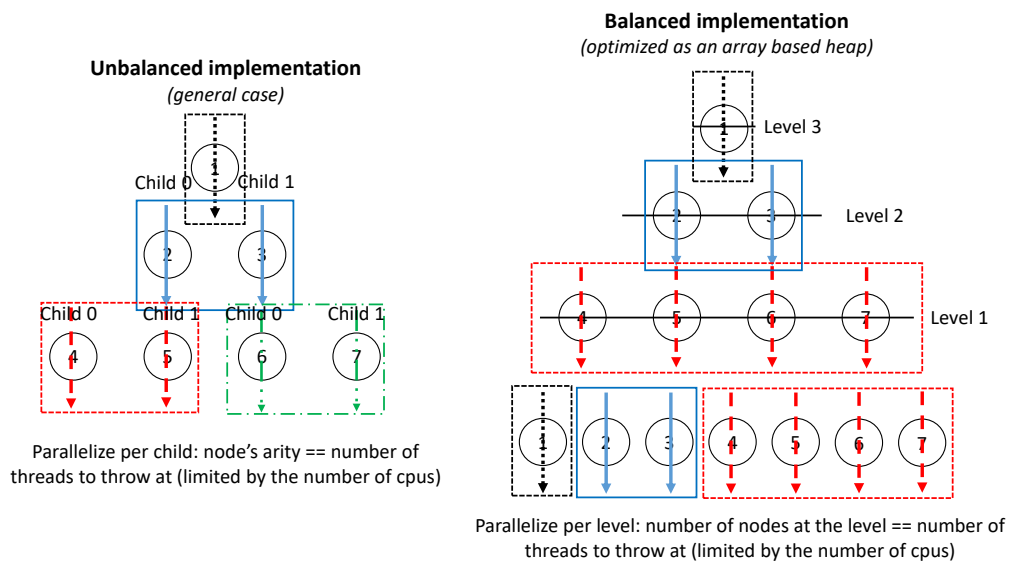 Unbalanced implementation
(general case)
1
Child 0
Child 1
2
3
Child 0
Child 1
Child 0
Child 1
4
5
6
7
Parallelize per child: node's arity == number of
threads to throw at (limited by the number of cpus)
Balanced implementation
(optimized as an array based heap)
1
Level 3
2
3
Level 2
4
5
6
7
Level 1
1
2
3
4
5
6
7
Parallelize per level: number of nodes at the level == number of
threads to throw at (limited by the number of cpus)